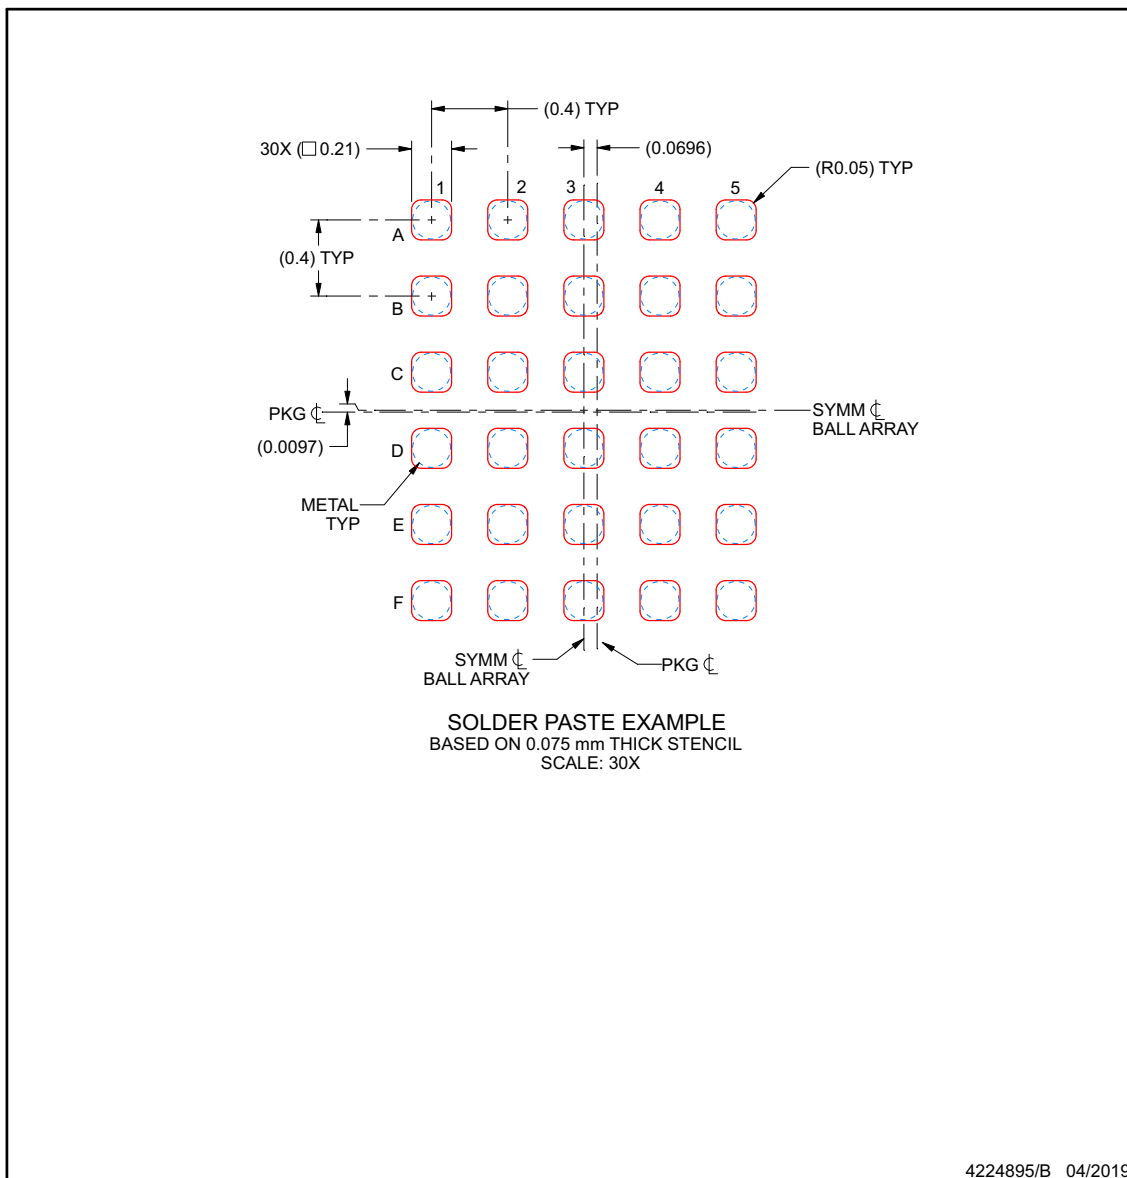 (0.4) TYP
30X (□ 0.21)
(0.0696)
(R0.05) TYP
1 2 3 4 5
A
(0.4) TYP
B
C
PKG ℄
SYMM ℄
BALL ARRAY
(0.0097)
D
METAL
TYP
E
F
SYMM ℄
BALL ARRAY
PKG ℄
SOLDER PASTE EXAMPLE
BASED ON 0.075 mm THICK STENCIL
SCALE: 30X
4224895/B 04/2019